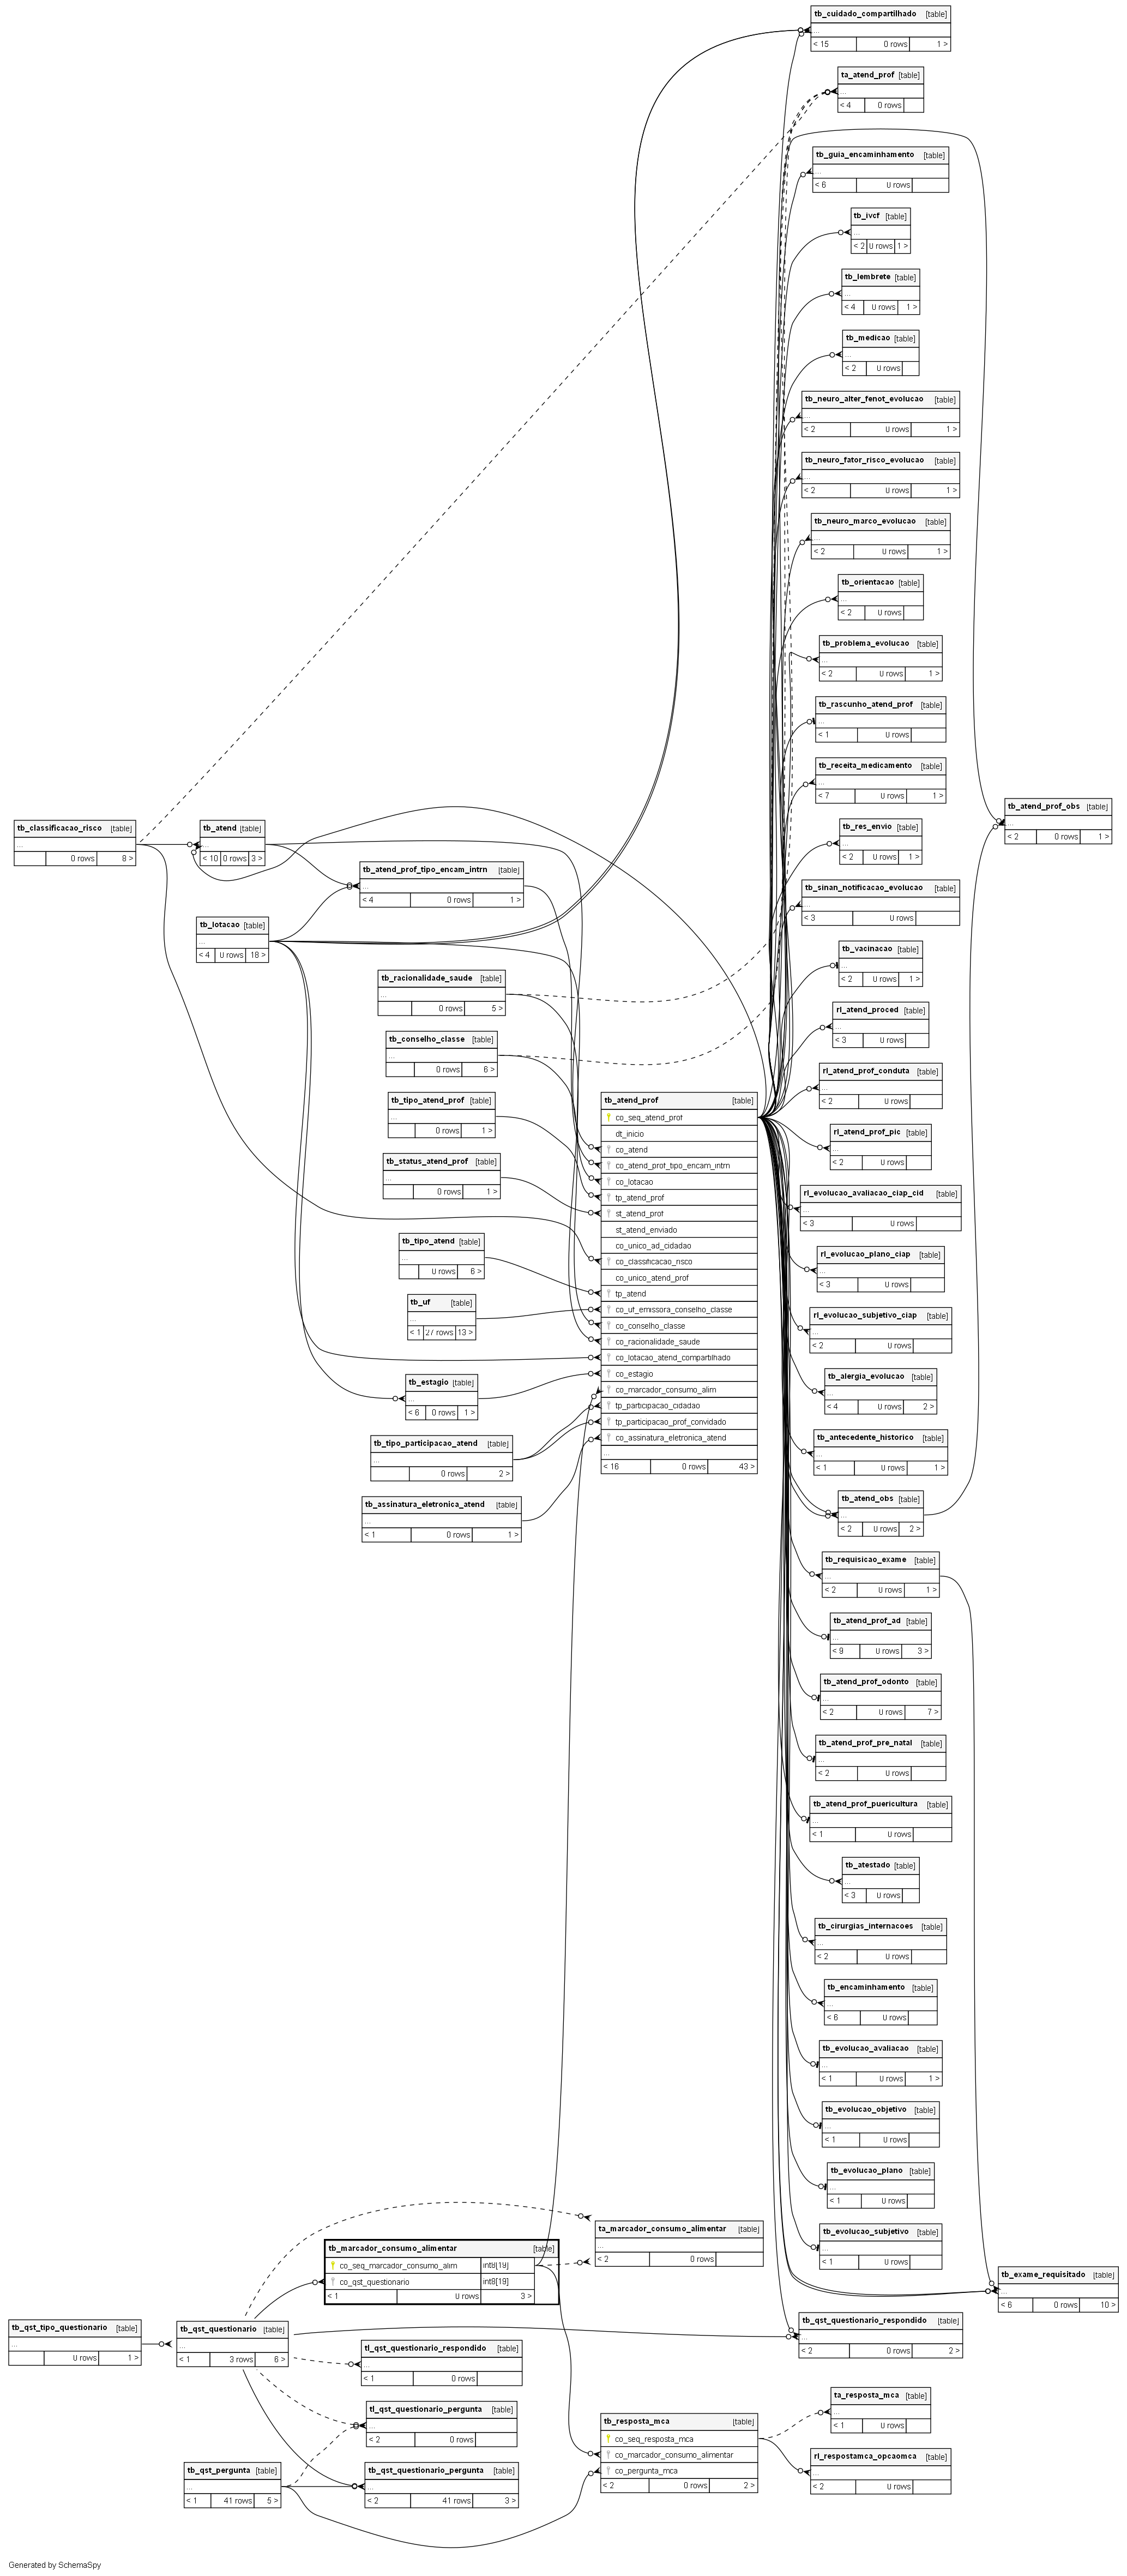 tb_cuidado_compartilhado [table]
...
< 15 0 rows 1 >
ta_atend_prof [table]
...
< 4 0 rows
tb_guia_encaminhamento [table]
...
< 6 0 rows
tb_ivcf [table]
...
< 2 0 rows 1 >
tb_lembrete [table]
...
< 4 0 rows 1 >
tb_medicao [table]
...
< 2 0 rows
tb_neuro_alter_fenot_evolucao [table]
...
< 2 0 rows 1 >
tb_neuro_fator_risco_evolucao [table]
...
< 2 0 rows 1 >
tb_neuro_marco_evolucao [table]
...
< 2 0 rows 1 >
tb_orientacao [table]
...
< 2 0 rows
tb_problema_evolucao [table]
...
< 2 0 rows 1 >
tb_rascunho_atend_prof [table]
...
< 1 0 rows
tb_receita_medicamento [table]
...
< 7 0 rows 1 >
tb_atend_prof_obs [table]
...
< 2 0 rows 1 >
tb_classificacao_risco [table]
...
0 rows 8 >
tb_atend [table]
...
< 10 0 rows 3 >
tb_res_envio [table]
...
< 2 0 rows 1 >
tb_atend_prof_tipo_encam_intrn [table]
...
< 4 0 rows 1 >
tb_sinan_notificacao_evolucao [table]
...
< 3 0 rows
tb_lotacao [table]
...
< 4 0 rows 18 >
tb_vacinacao [table]
...
< 2 0 rows 1 >
tb_racionalidade_saude [table]
...
0 rows 5 >
rl_atend_proced [table]
...
< 3 0 rows
tb_conselho_classe [table]
...
0 rows 6 >
rl_atend_prof_conduta [table]
...
< 2 0 rows
tb_tipo_atend_prof [table]
...
0 rows 1 >
tb_status_atend_prof [table]
...
0 rows 1 >
tb_tipo_atend [table]
...
0 rows 6 >
tb_uf [table]
...
< 1 27 rows 13 >
tb_estagio [table]
...
< 6 0 rows 1 >
tb_tipo_participacao_atend [table]
...
0 rows 2 >
tb_assinatura_eletronica_atend [table]
...
< 1 0 rows 1 >
tb_atend_prof [table]
co_seq_atend_prof
dt_inicio
co_atend
co_atend_prof_tipo_encam_intrn
co_lotacao
tp_atend_prof
st_atend_prof
st_atend_enviado
co_unico_ad_cidadao
co_classificacao_risco
co_unico_atend_prof
tp_atend
co_uf_emissora_conselho_classe
co_conselho_classe
co_racionalidade_saude
co_lotacao_atend_compartilhado
co_estagio
co_marcador_consumo_alim
tp_participacao_cidadao
tp_participacao_prof_convidado
co_assinatura_eletronica_atend
...
< 16 0 rows 43 >
rl_atend_prof_pic [table]
...
< 2 0 rows
rl_evolucao_avaliacao_ciap_cid [table]
...
< 3 0 rows
rl_evolucao_plano_ciap [table]
...
< 3 0 rows
rl_evolucao_subjetivo_ciap [table]
...
< 2 0 rows
tb_alergia_evolucao [table]
...
< 4 0 rows 2 >
tb_antecedente_historico [table]
...
< 1 0 rows 1 >
tb_atend_obs [table]
...
< 2 0 rows 2 >
tb_requisicao_exame [table]
...
< 2 0 rows 1 >
tb_atend_prof_ad [table]
...
< 9 0 rows 3 >
tb_atend_prof_odonto [table]
...
< 2 0 rows 7 >
tb_atend_prof_pre_natal [table]
...
< 2 0 rows
tb_atend_prof_puericultura [table]
...
< 1 0 rows
tb_atestado [table]
...
< 3 0 rows
tb_cirurgias_internacoes [table]
...
< 2 0 rows
tb_encaminhamento [table]
...
< 6 0 rows
tb_evolucao_avaliacao [table]
...
< 1 0 rows 1 >
tb_evolucao_objetivo [table]
...
< 1 0 rows
tb_evolucao_plano [table]
...
< 1 0 rows
tb_evolucao_subjetivo [table]
...
< 1 0 rows
ta_marcador_consumo_alimentar [table]
...
< 2 0 rows
tb_marcador_consumo_alimentar [table]
co_seq_marcador_consumo_alim int8[19]
co_qst_questionario int8[19]
< 1 0 rows 3 >
tb_exame_requisitado [table]
...
< 6 0 rows 10 >
tb_qst_tipo_questionario [table]
...
0 rows 1 >
tb_qst_questionario [table]
...
< 1 3 rows 6 >
tb_qst_questionario_respondido [table]
...
< 2 0 rows 2 >
tl_qst_questionario_respondido [table]
...
< 1 0 rows
tl_qst_questionario_pergunta [table]
...
< 2 0 rows
tb_qst_pergunta [table]
...
< 1 41 rows 5 >
tb_qst_questionario_pergunta [table]
...
< 2 41 rows 3 >
tb_resposta_mca [table]
co_seq_resposta_mca
co_marcador_consumo_alimentar
co_pergunta_mca
< 2 0 rows 2 >
ta_resposta_mca [table]
...
< 1 0 rows
rl_respostamca_opcaomca [table]
...
< 2 0 rows
Generated by SchemaSpy